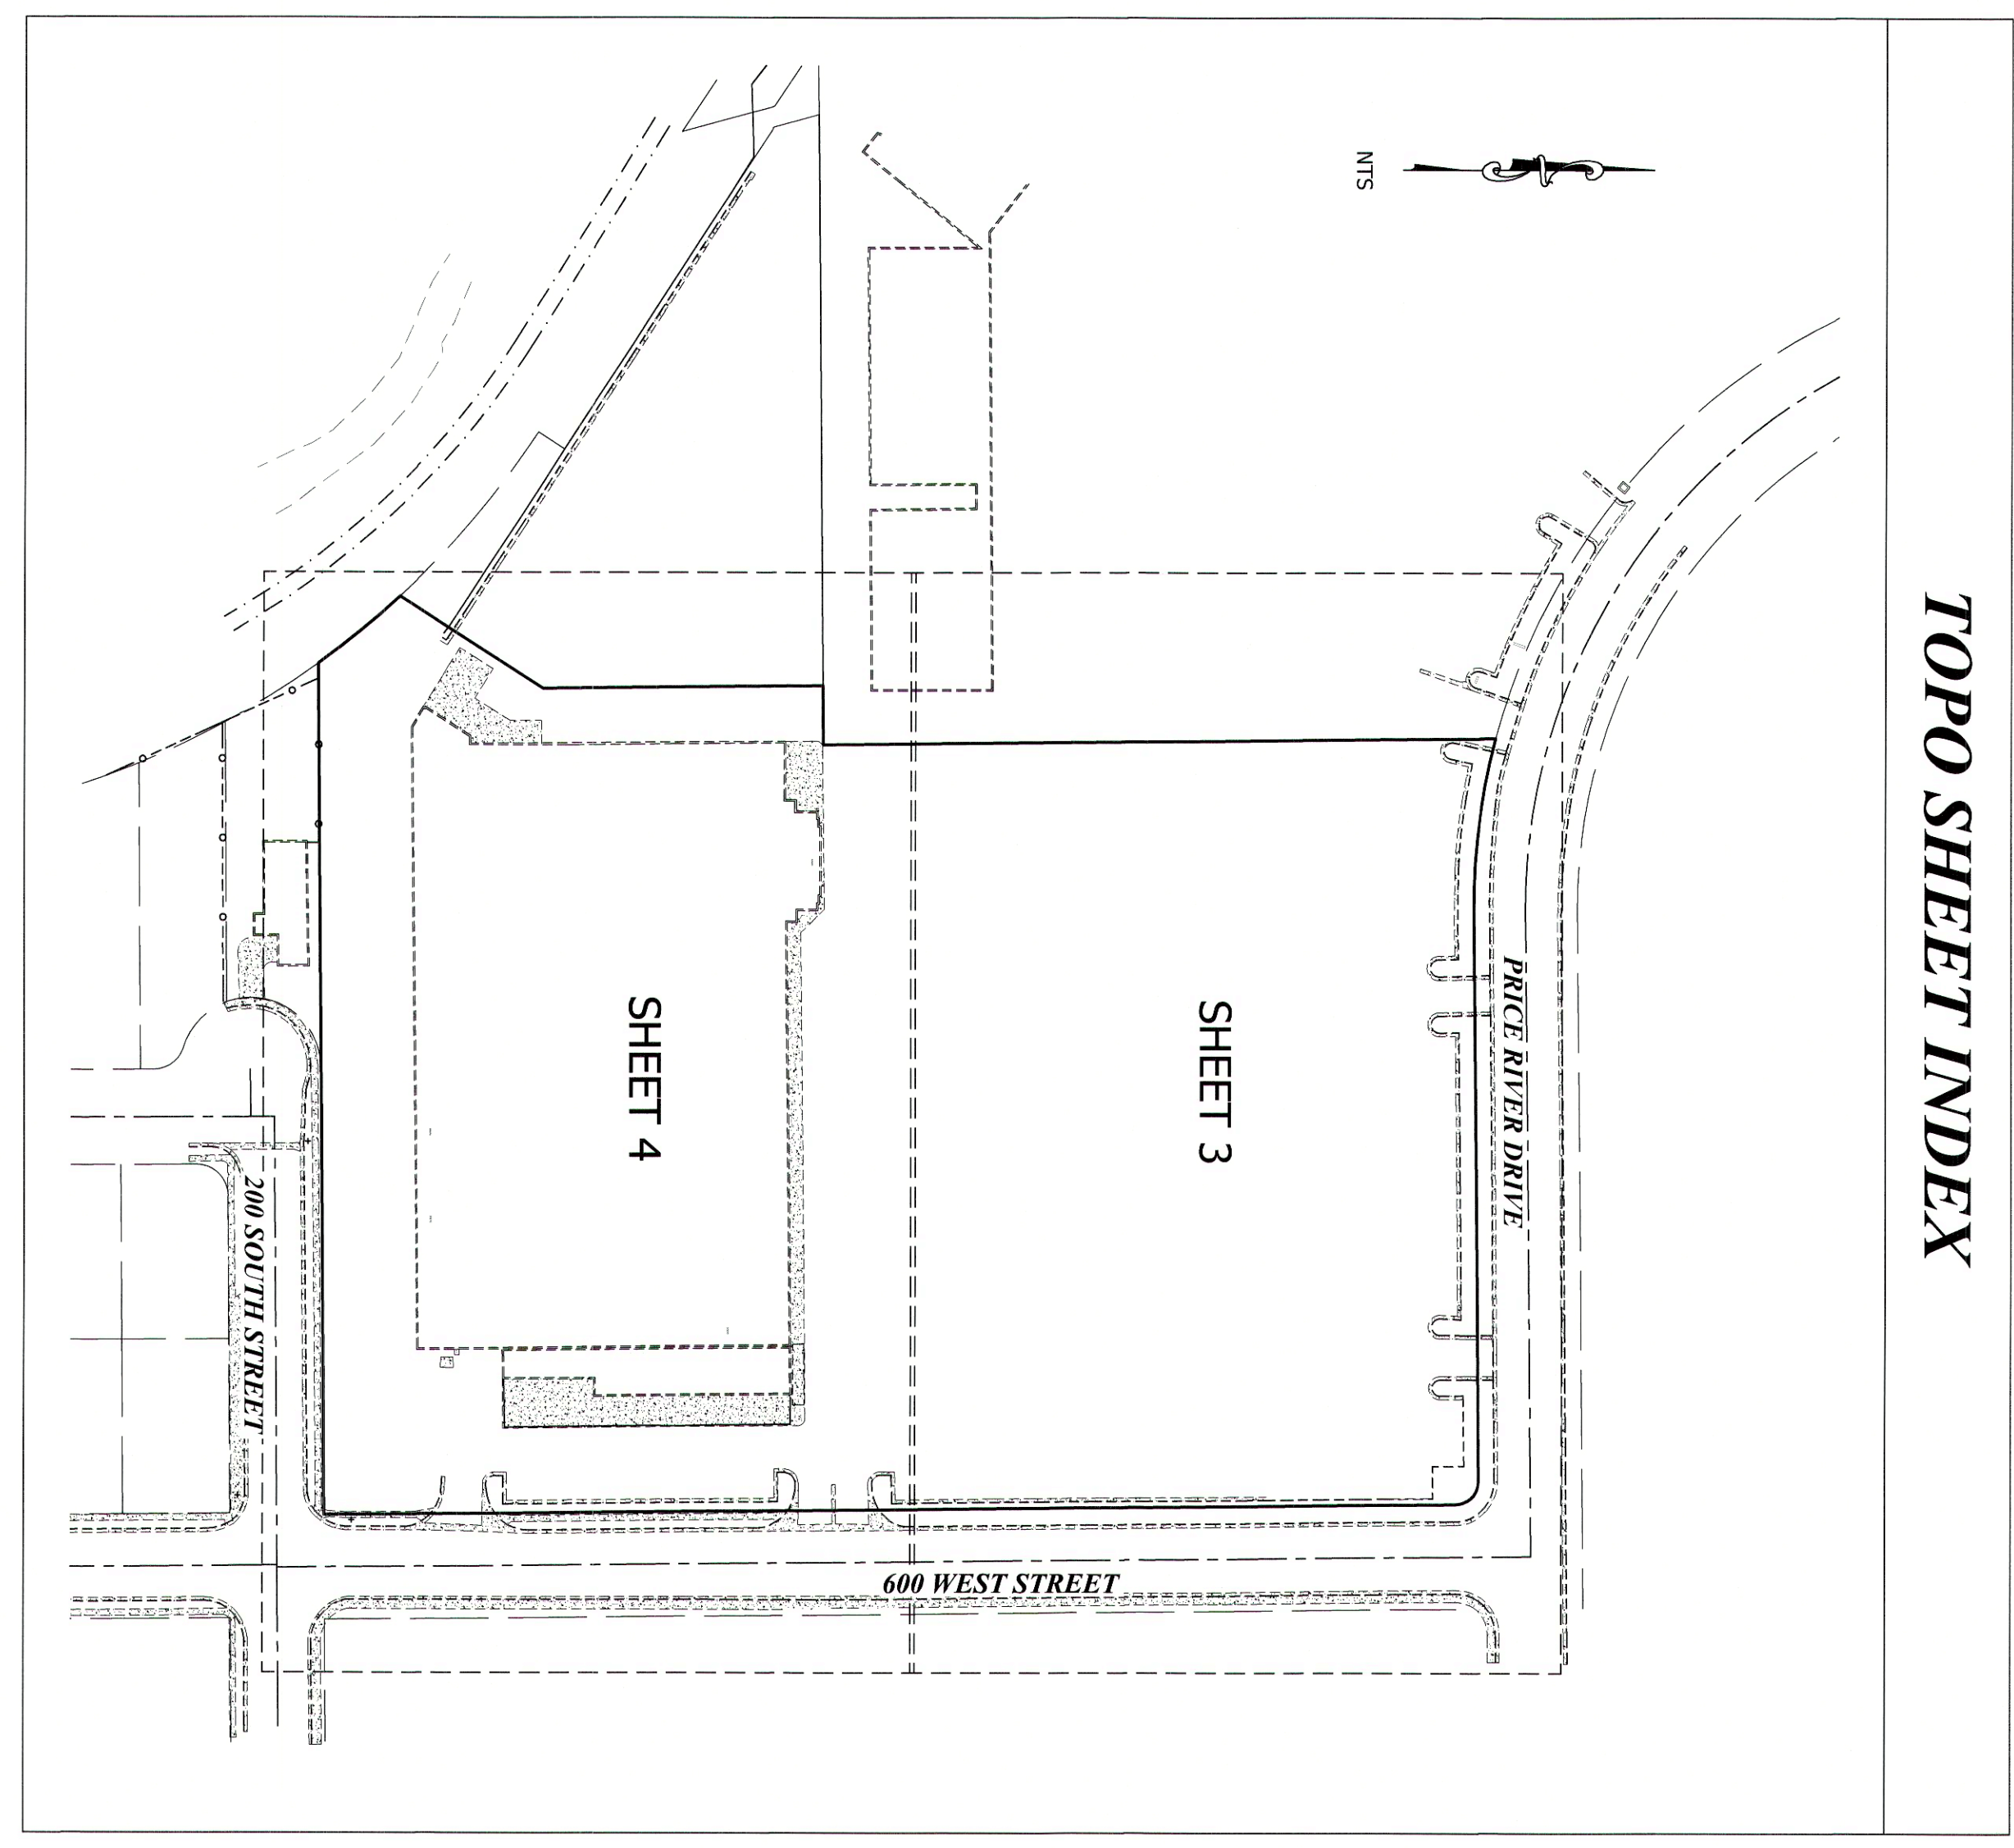 TOPO SHEET INDEX
NTS
PRICE RIVER DRIVE
SHEET 3
SHEET 4
200 SOUTH STREET
600 WEST STREET